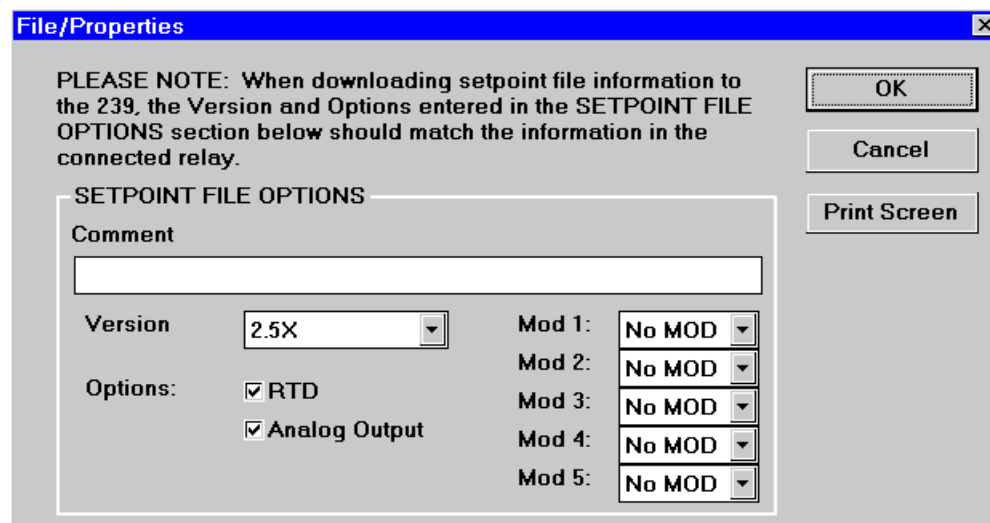 File/Properties
PLEASE NOTE: When downloading setpoint file information to
the 239, the Version and Options entered in the SETPOINT FILE
OPTIONS section below should match the information in the
connected relay.
OK
Cancel
Print Screen
SETPOINT FILE OPTIONS
Comment
Version
2.5X
Options:
RTD
Analog Output
Mod 1: No MOD
Mod 2: No MOD
Mod 3: No MOD
Mod 4: No MOD
Mod 5: No MOD